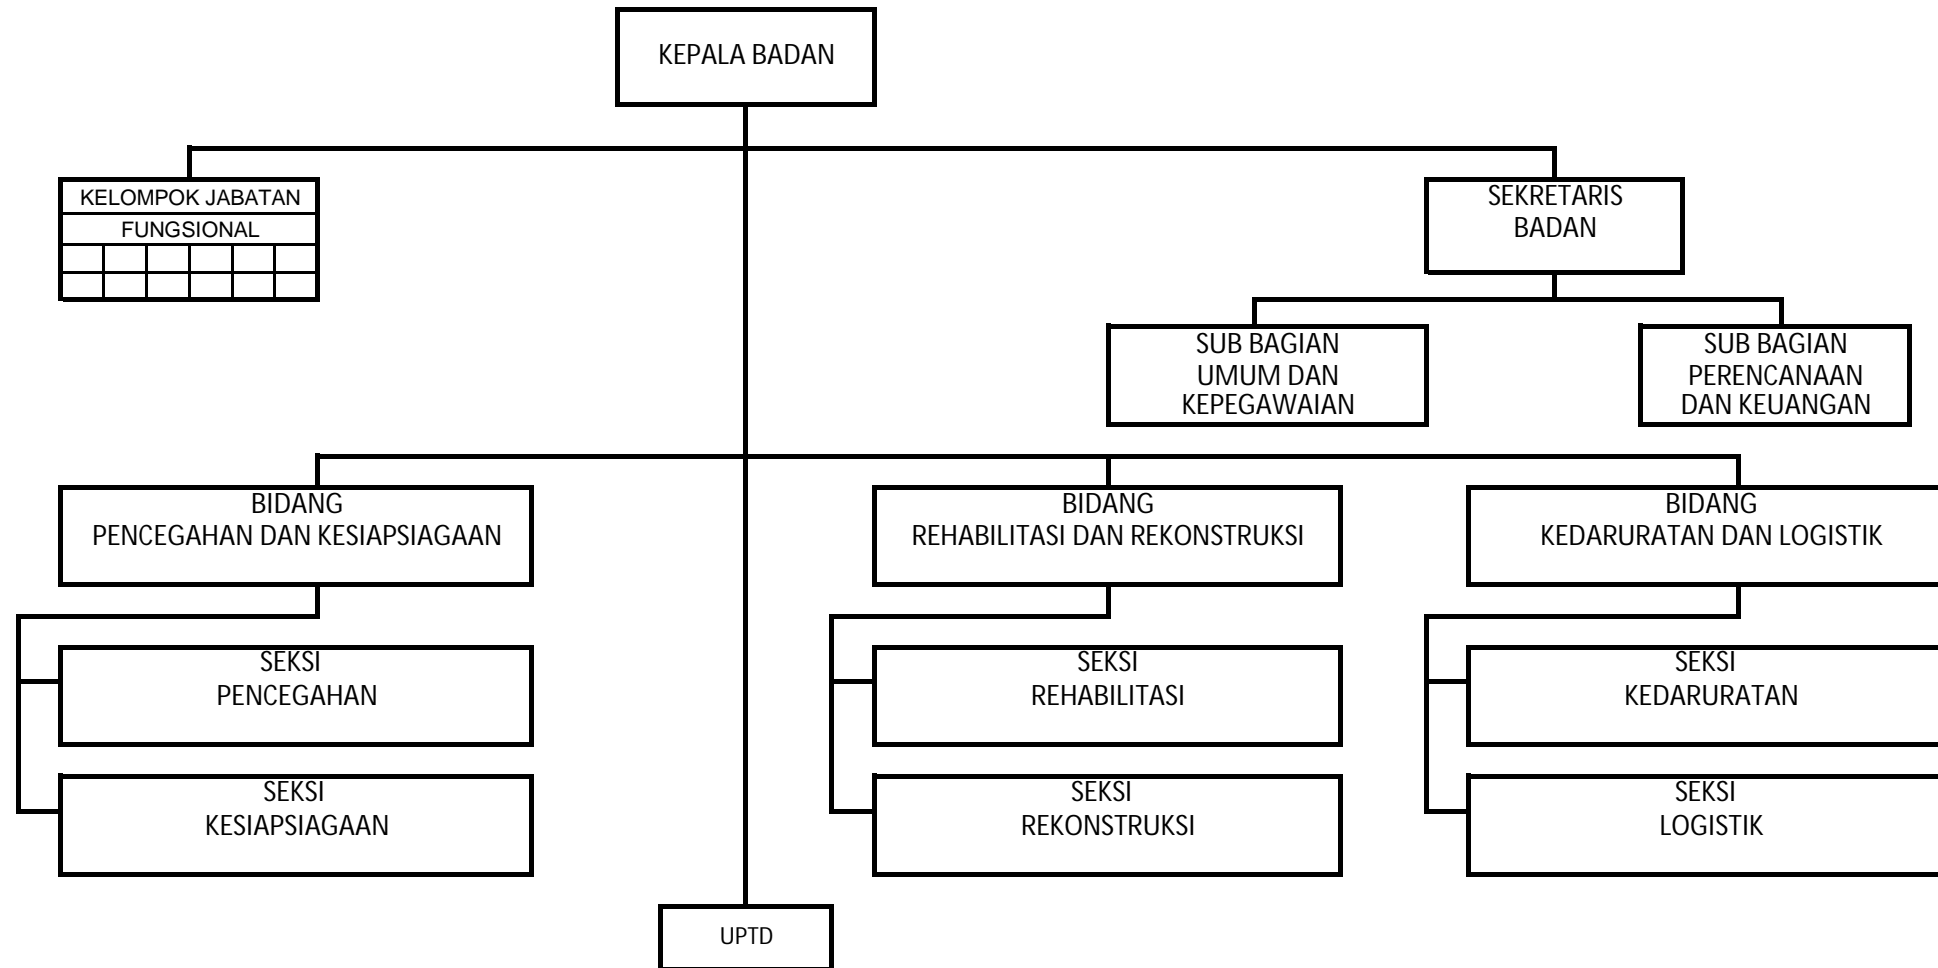 KEPALA BADAN
KELOMPOK JABATAN
FUNGSIONAL
SEKRETARIS
BADAN
SUB BAGIAN
UMUM DAN
KEPEGAWAIAN
SUB BAGIAN
PERENCANAAN
DAN KEUANGAN
BIDANG
PENCEGAHAN DAN KESIAPSIAGAAN
BIDANG
REHABILITASI DAN REKONSTRUKSI
BIDANG
KEDARURATAN DAN LOGISTIK
SEKSI
PENCEGAHAN
SEKSI
REHABILITASI
SEKSI
KEDARURATAN
SEKSI
KESIAPSIAGAAN
SEKSI
REKONSTRUKSI
SEKSI
LOGISTIK
UPTD